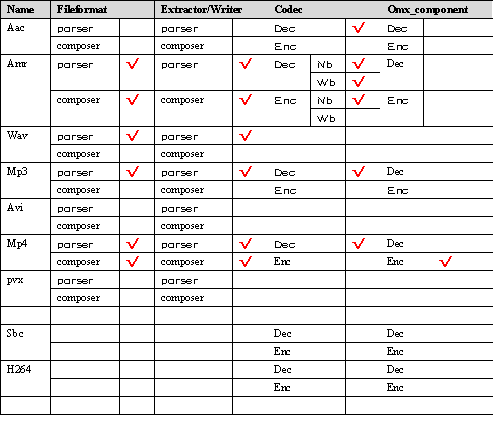 Name Fileformat Extractor/Writer Codec Omx_component
Aac parser parser Dec ✓ Dec
composer composer Enc Enc
Amr parser ✓ parser ✓ Dec Nb ✓ Dec
Wb ✓
composer ✓ composer ✓ Enc Nb ✓ Enc
Wb
Wav parser ✓ parser ✓
composer composer
Mp3 parser ✓ parser ✓ Dec ✓ Dec
composer composer Enc Enc
Avi parser parser
composer composer
Mp4 parser ✓ parser ✓ Dec ✓ Dec
composer ✓ composer ✓ Enc Enc ✓
pvx parser parser
composer composer
Sbc Dec Dec
Enc Enc
H264 Dec Dec
Enc Enc